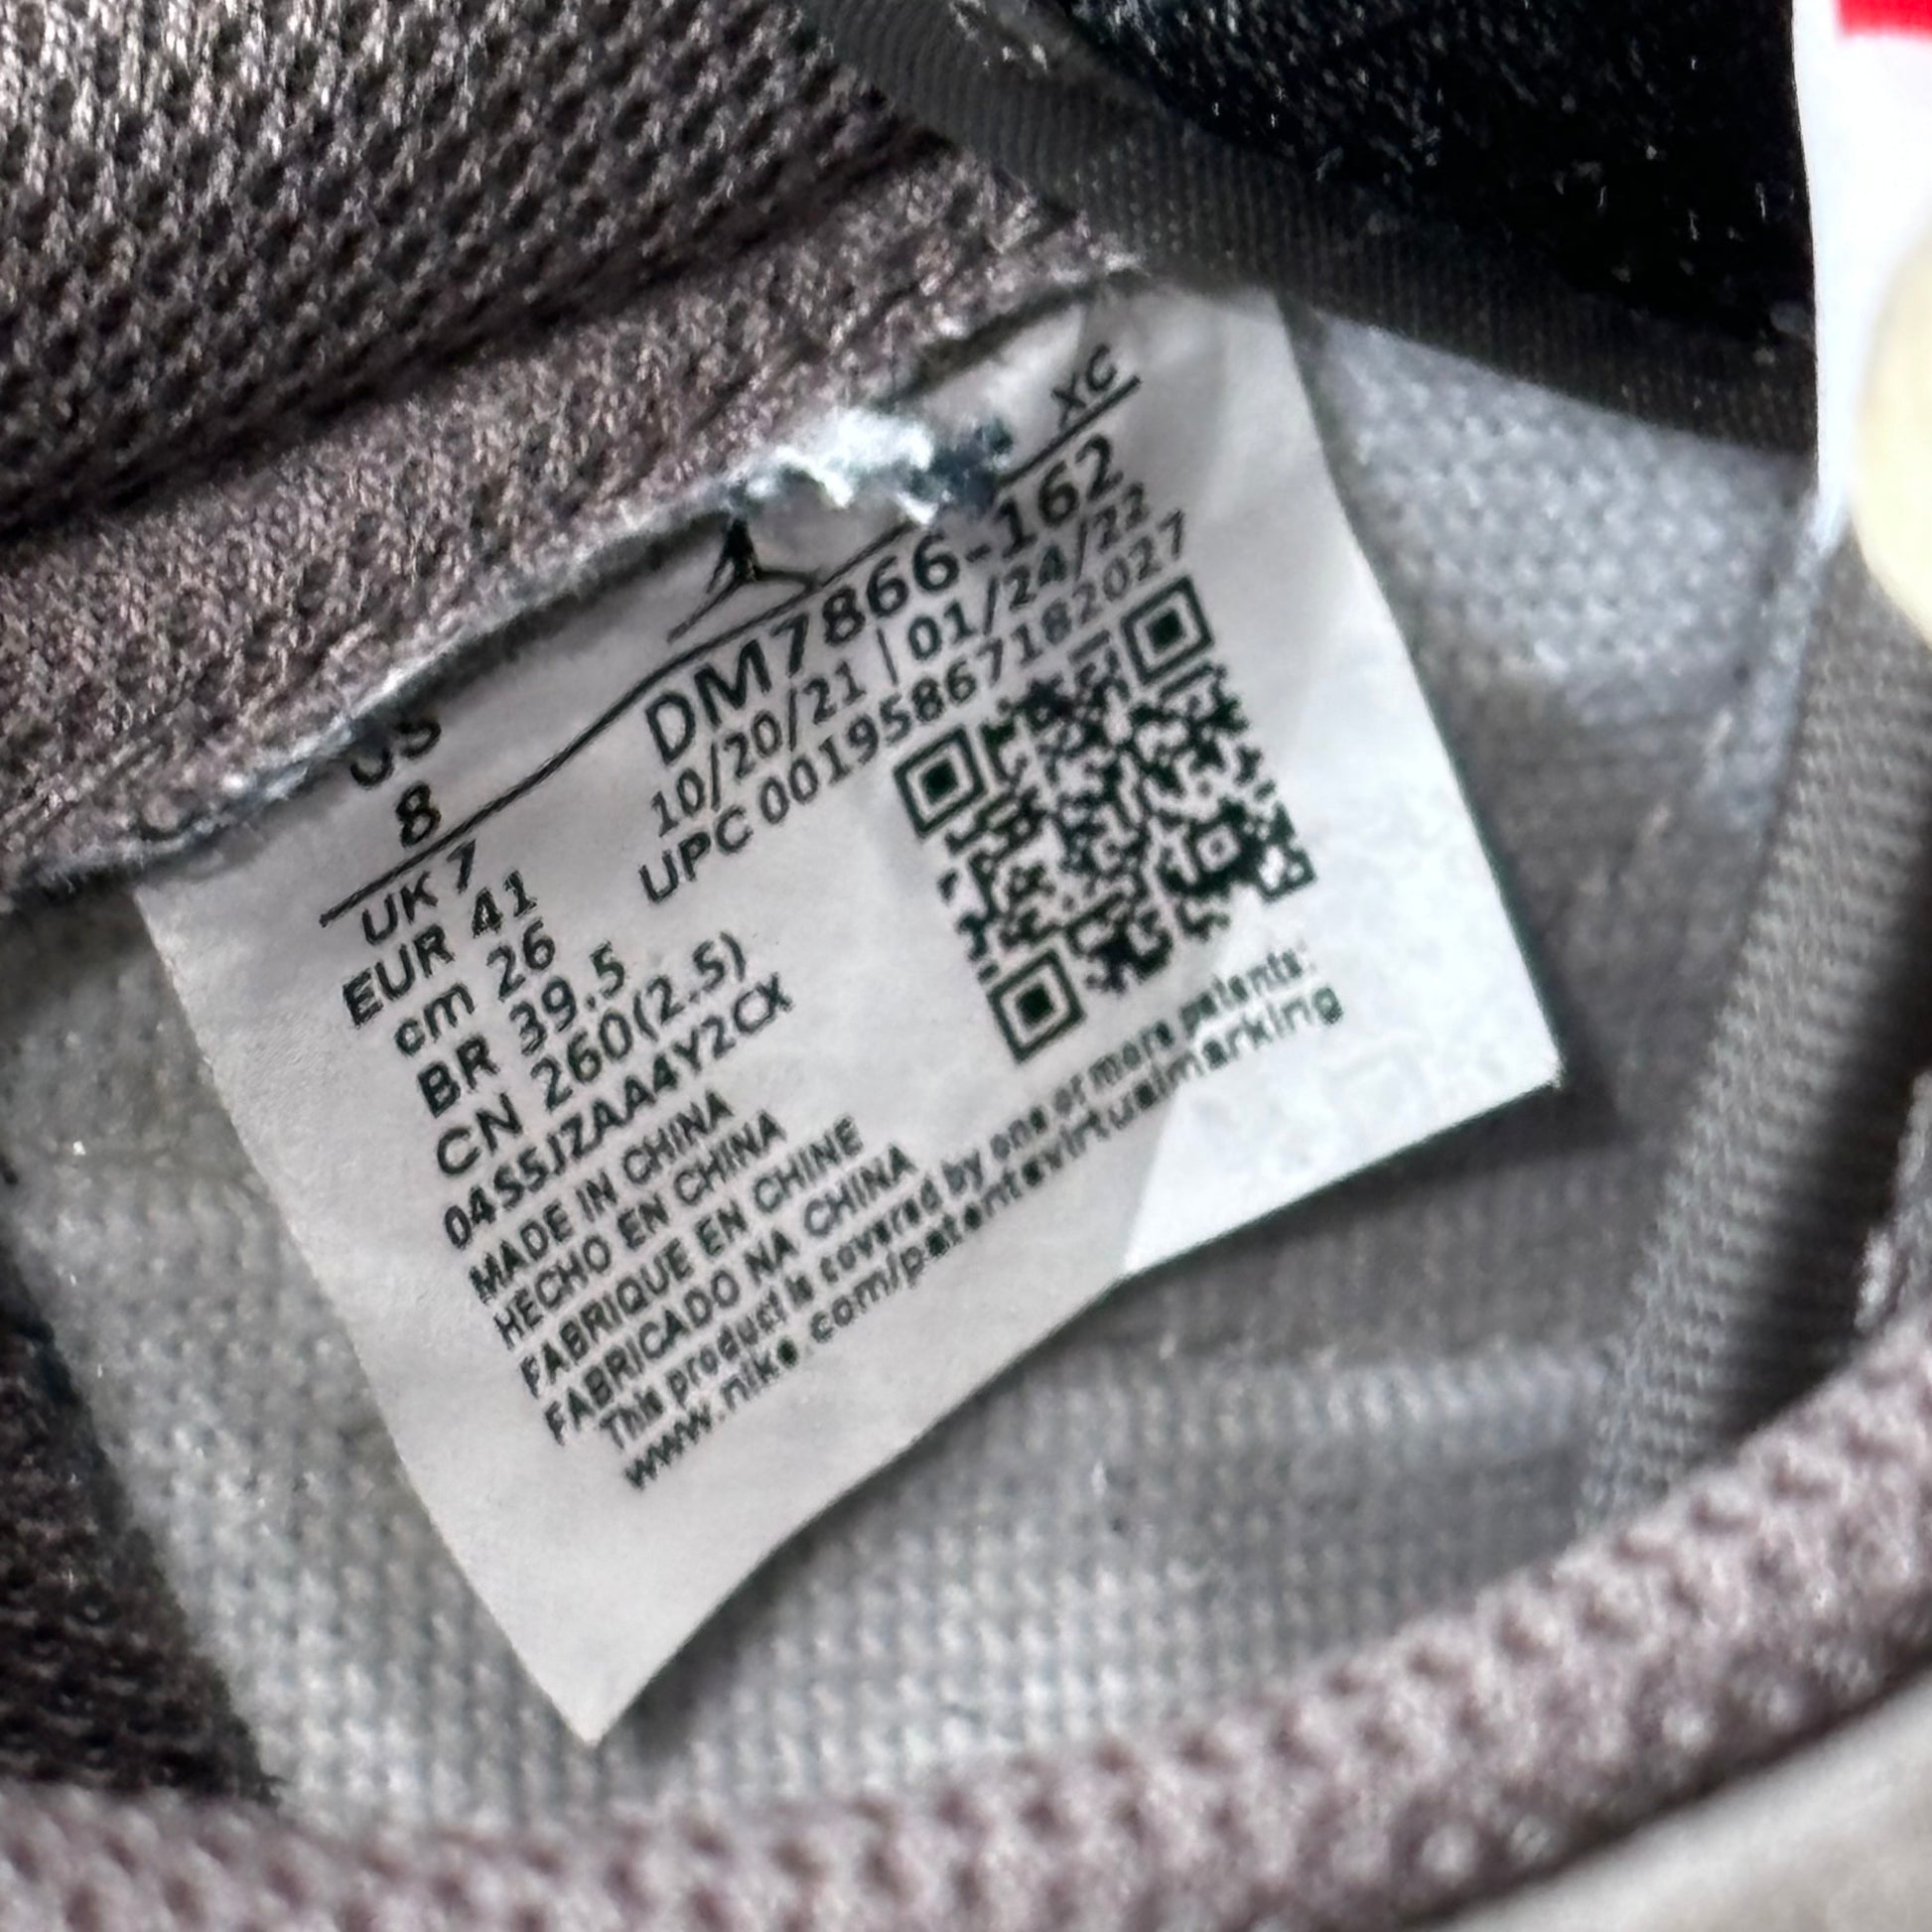 XC
US
8
DM7866-162
10/20/21 | 01/24/22
UPC 00195867182027
UK 7
EUR 41
cm 26
BR 39.5
CN 260(2.5)
04S5JZAA4Y2CX
MADE IN CHINA
HECHO EN CHINA
FABRIQUE EN CHINE
FABRICADO NA CHINA
This product is covered by one or more patents:
www.nike.com/patentevirtualmarking